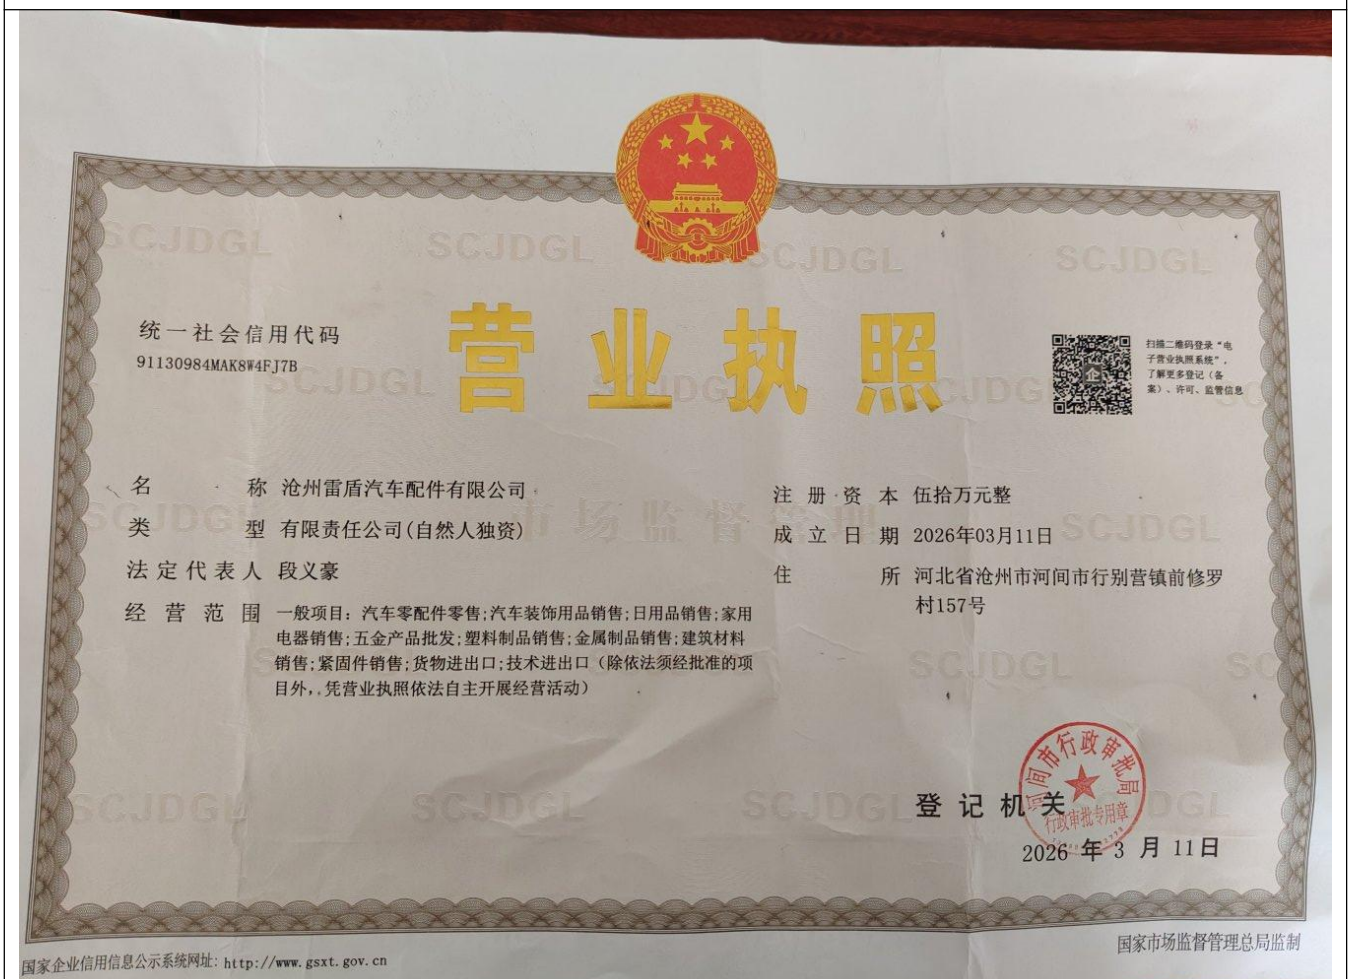 统一社会信用代码
91130984MAK8W4FJ7B
营业执照
扫描二维码登录“电
子营业执照系统”,
了解更多登记(备
案)、许可、监管信息
名称 沧州雷盾汽车配件有限公司
类型 有限责任公司(自然人独资)
法定代表人 段义豪
经营范围 一般项目:汽车零配件零售;汽车装饰用品销售;日用品销售;家用
电器销售;五金产品批发;塑料制品销售;金属制品销售;建筑材料
销售;紧固件销售;货物进出口;技术进出口(除依法须经批准的项
目外,凭营业执照依法自主开展经营活动)
注册资本 伍拾万元整
成立日期 2026年03月11日
住所 河北省沧州市河间市行别营镇前修罗
村157号
登记机关
河间市行政审批局
行政审批专用章
2026年3月11日
国家企业信用信息公示系统网址:http://www.gsxt.gov.cn
国家市场监督管理总局监制
SCJDGL
市场监督管理